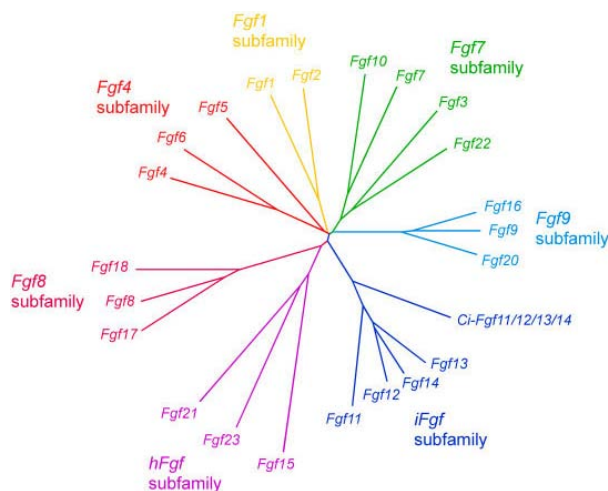 Fgf1
subfamily
Fgf7
subfamily
Fgf10
Fgf7
Fgf2
Fgf1
Fgf4
subfamily
Fgf5
Fgf3
Fgf6
Fgf22
Fgf4
Fgf16
Fgf9
Fgf20
Fgf9
subfamily
Fgf8
subfamily
Fgf18
Fgf8
Fgf17
Ci-Fgf11/12/13/14
Fgf13
Fgf14
Fgf12
Fgf11
iFgf
subfamily
Fgf21
Fgf23
Fgf15
hFgf
subfamily